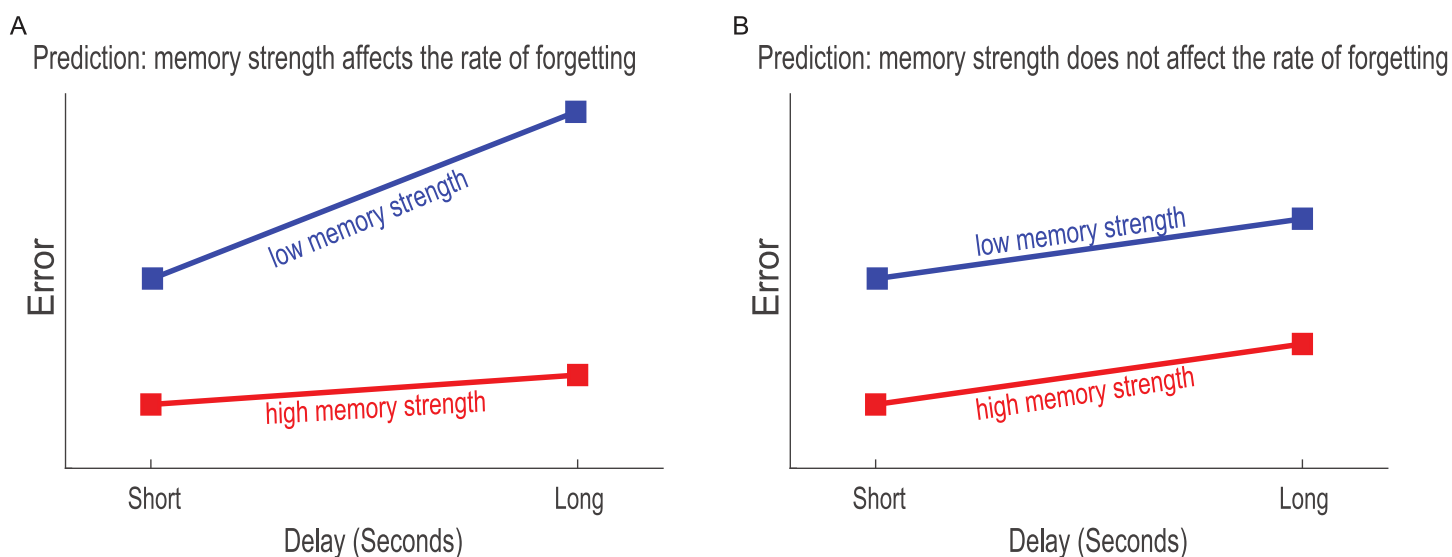 A
Prediction: memory strength affects the rate of forgetting
Error
low memory strength
high memory strength
Short
Long
Delay (Seconds)
B
Prediction: memory strength does not affect the rate of forgetting
Error
low memory strength
high memory strength
Short
Long
Delay (Seconds)